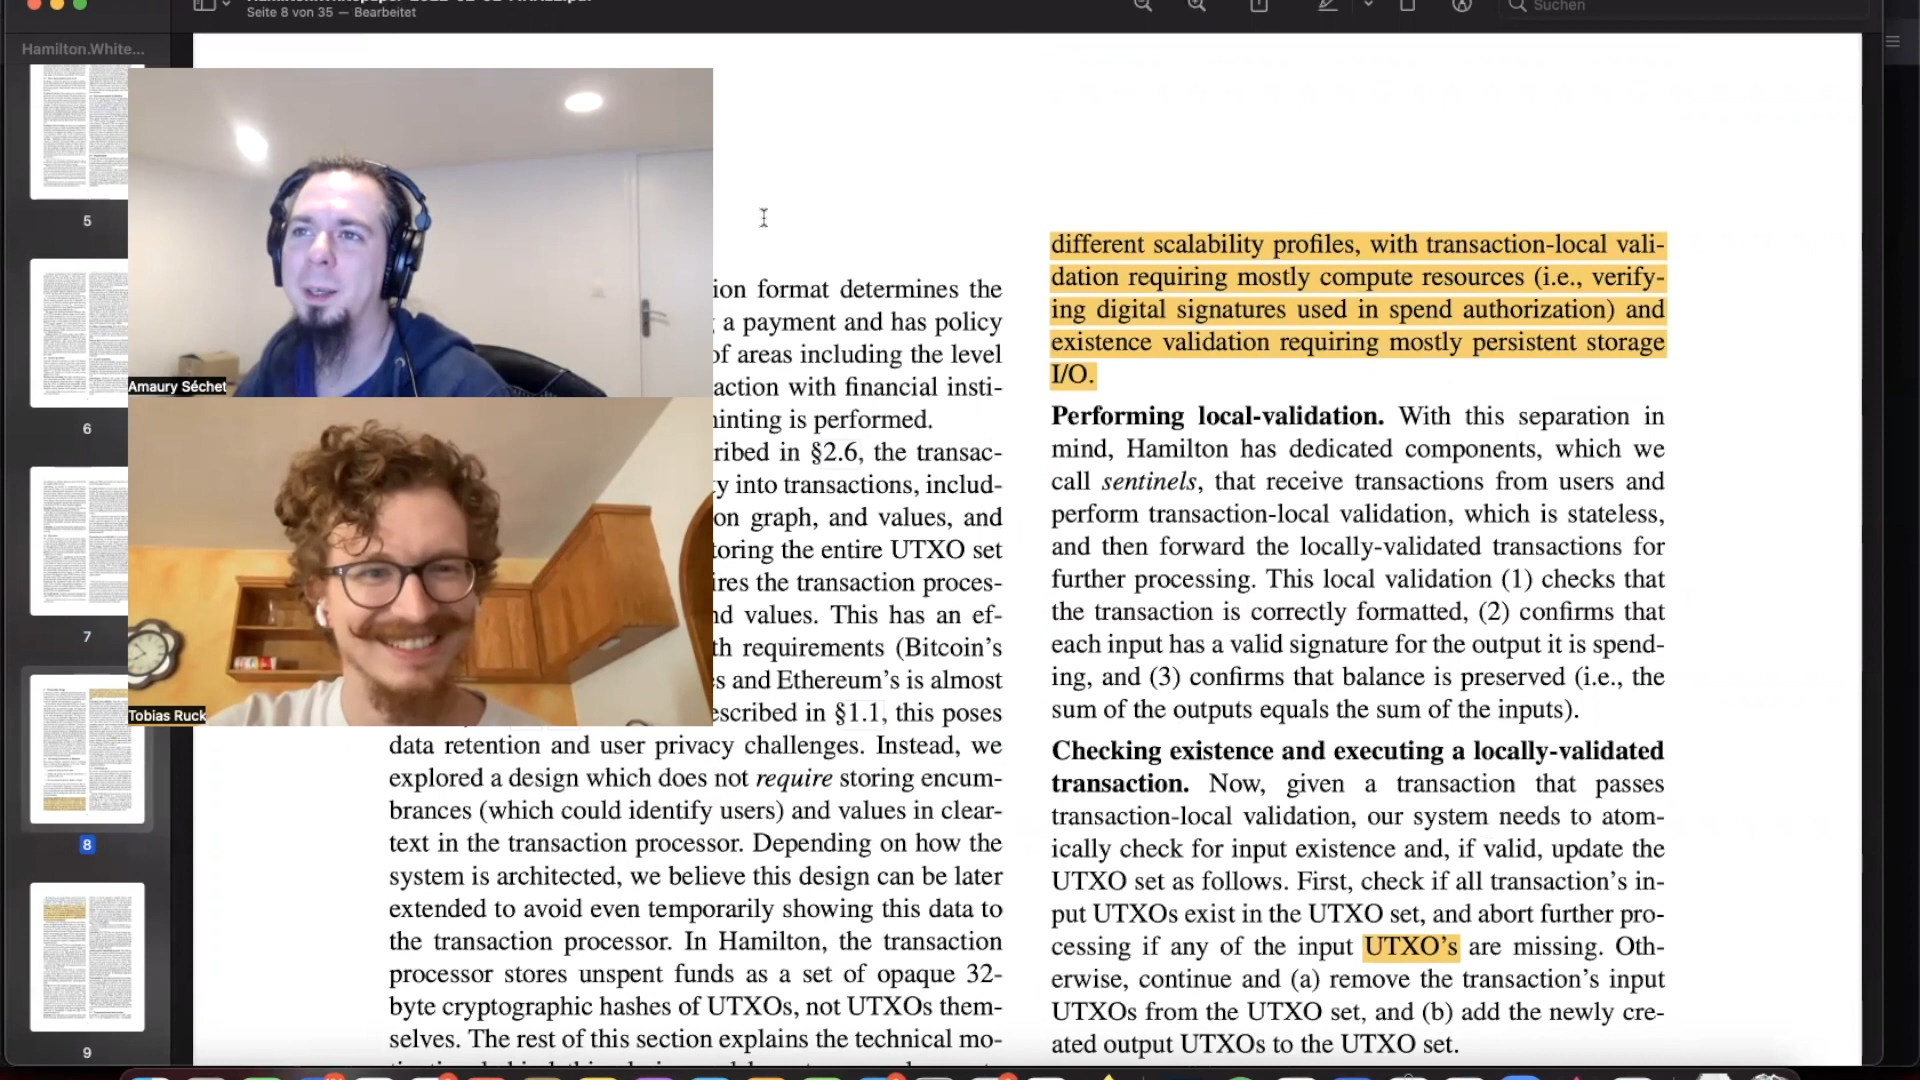 Seite 8 von 35 — Bearbeitet
Suchen
Hamilton.White...
5
6
7
8
9
Amaury Séchet
Tobias Ruck
ion format determines the
a payment and has policy
of areas including the level
action with financial insti-
inting is performed.
ribed in §2.6, the transac-
y into transactions, includ-
on graph, and values, and
toring the entire UTXO set
ires the transaction proces-
nd values. This has an ef-
th requirements (Bitcoin’s
s and Ethereum’s is almost
escribed in §1.1, this poses
data retention and user privacy challenges. Instead, we
explored a design which does not require storing encum-
brances (which could identify users) and values in clear-
text in the transaction processor. Depending on how the
system is architected, we believe this design can be later
extended to avoid even temporarily showing this data to
the transaction processor. In Hamilton, the transaction
processor stores unspent funds as a set of opaque 32-
byte cryptographic hashes of UTXOs, not UTXOs them-
selves. The rest of this section explains the technical mo-
different scalability profiles, with transaction-local vali-
dation requiring mostly compute resources (i.e., verify-
ing digital signatures used in spend authorization) and
existence validation requiring mostly persistent storage
I/O.
Performing local-validation. With this separation in
mind, Hamilton has dedicated components, which we
call sentinels, that receive transactions from users and
perform transaction-local validation, which is stateless,
and then forward the locally-validated transactions for
further processing. This local validation (1) checks that
the transaction is correctly formatted, (2) confirms that
each input has a valid signature for the output it is spend-
ing, and (3) confirms that balance is preserved (i.e., the
sum of the outputs equals the sum of the inputs).
Checking existence and executing a locally-validated
transaction. Now, given a transaction that passes
transaction-local validation, our system needs to atom-
ically check for input existence and, if valid, update the
UTXO set as follows. First, check if all transaction’s in-
put UTXOs exist in the UTXO set, and abort further pro-
cessing if any of the input UTXO’s are missing. Oth-
erwise, continue and (a) remove the transaction’s input
UTXOs from the UTXO set, and (b) add the newly cre-
ated output UTXOs to the UTXO set.